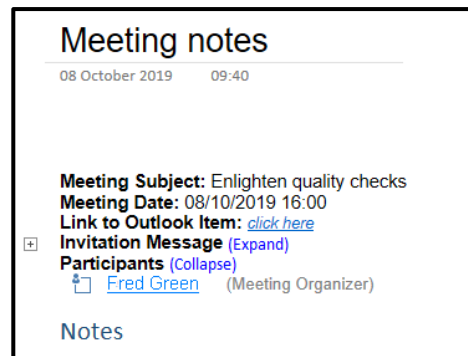 Meeting notes
08 October 2019 09:40
Meeting Subject: Enlighten quality checks
Meeting Date: 08/10/2019 16:00
Link to Outlook Item: click here
Invitation Message (Expand)
Participants (Collapse)
Fred Green (Meeting Organizer)
Notes